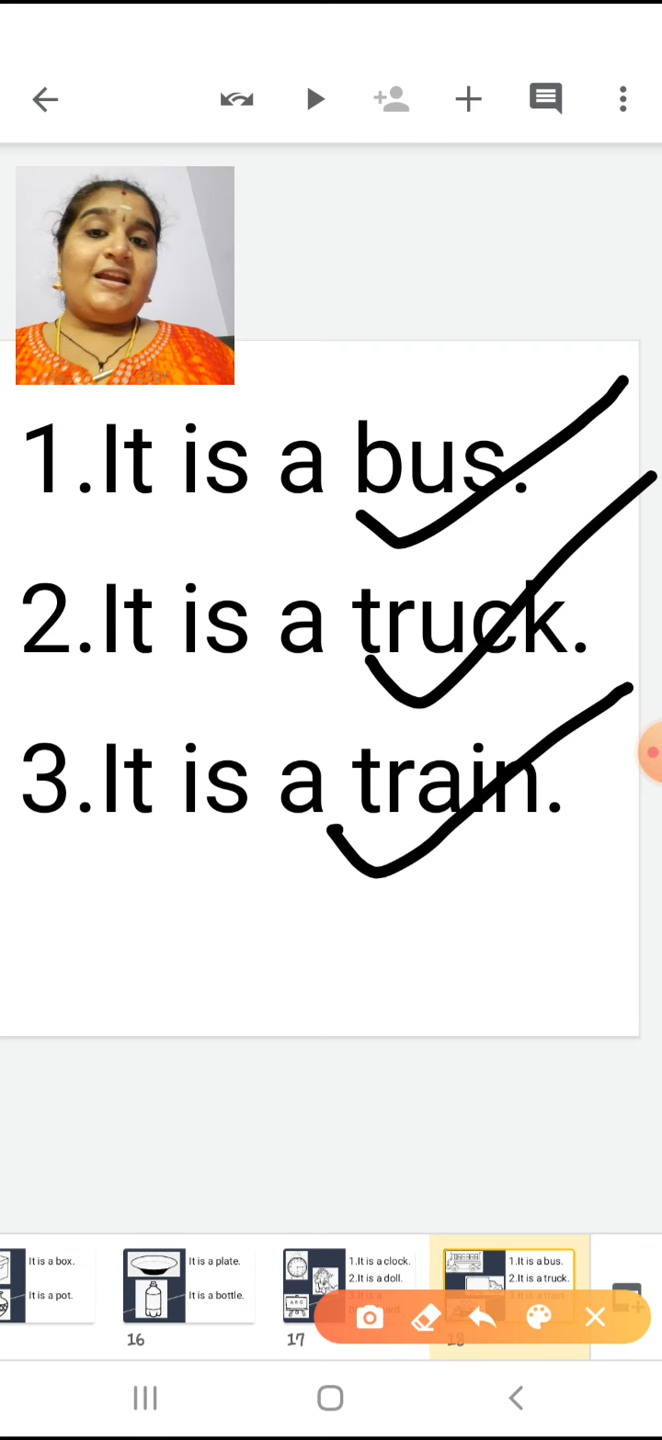 1.It is a bus.
2.It is a truck.
3.It is a train.
It is a box.
It is a pot.
It is a plate.
It is a bottle.
16
1.It is a clock.
2.It is a doll.
17
1.It is a bus.
2.It is a truck.
18